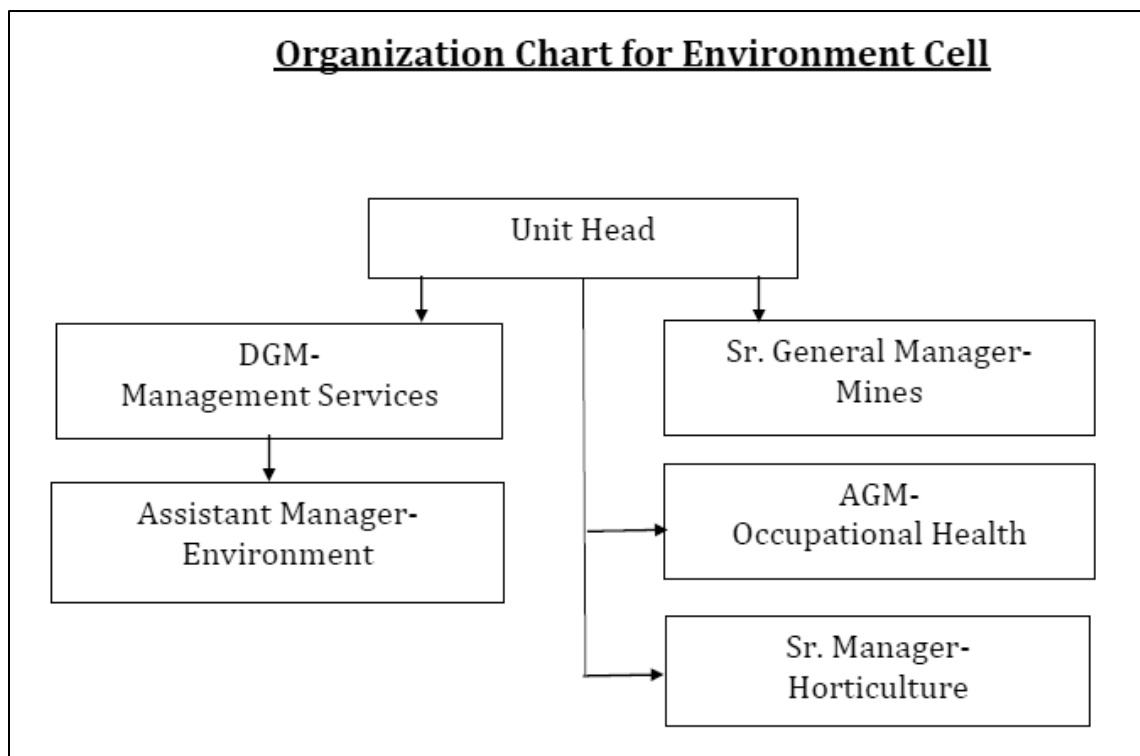 Organization Chart for Environment Cell
Unit Head
DGM-
Management Services
Sr. General Manager-
Mines
Assistant Manager-
Environment
AGM-
Occupational Health
Sr. Manager-
Horticulture